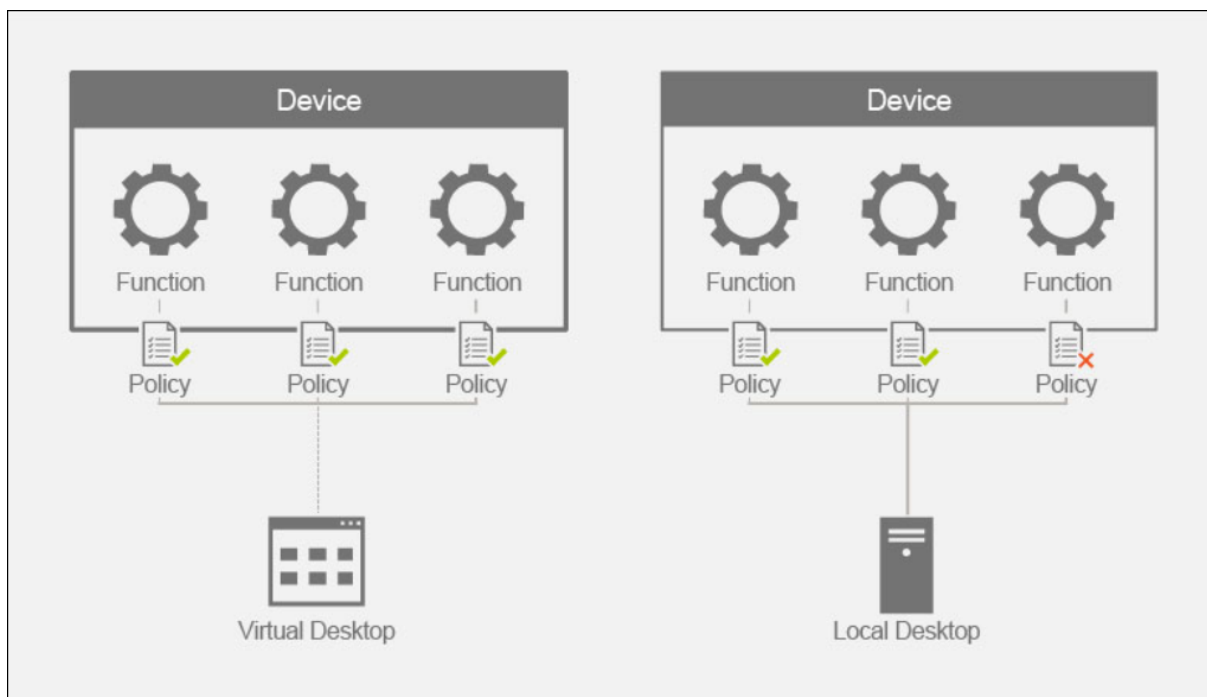 Device
Function Function Function
Policy Policy Policy
Virtual Desktop
Device
Function Function Function
Policy Policy Policy
Local Desktop